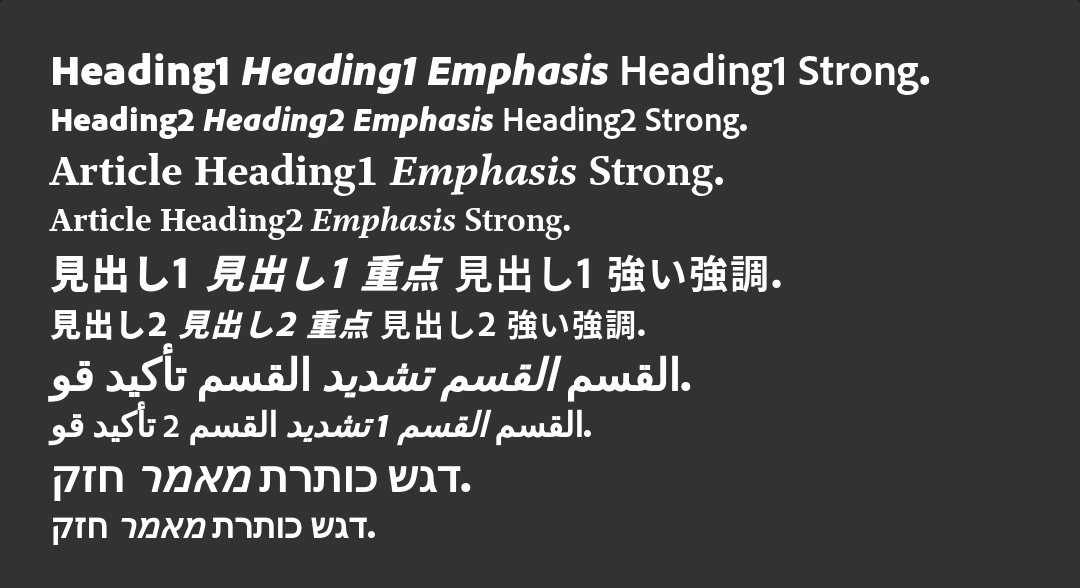 Heading1 Heading1 Emphasis Heading1 Strong.
Heading2 Heading2 Emphasis Heading2 Strong.
Article Heading1 Emphasis Strong.
Article Heading2 Emphasis Strong.
見出し1 見出し1 重点 見出し1 強い強調.
見出し2 見出し2 重点 見出し2 強い強調.
القسم القسم تشديد القسم تأكيد قو.
القسم القسم 1 تشديد القسم 2 تأكيد قو.
דגש כותרת מאמר חזק.
דגש כותרת מאמר חזק.